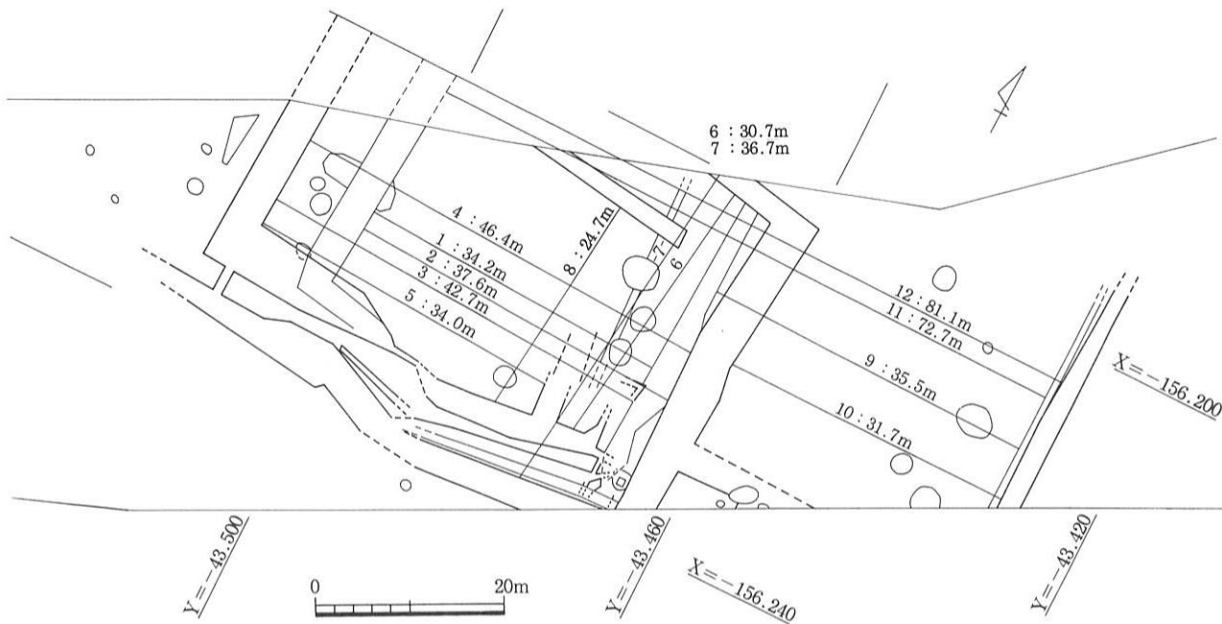 6 : 30.7m
7 : 36.7m
4 : 46.4m
1 : 34.2m
2 : 37.6m
3 : 42.7m
5 : 34.0m
8 : 24.7m
7
6
12 : 81.1m
11 : 72.7m
9 : 35.5m
10 : 31.7m
X=-156.200
Y=-43.500
Y=-43.460
X=-156.240
Y=-43.420
0 20m